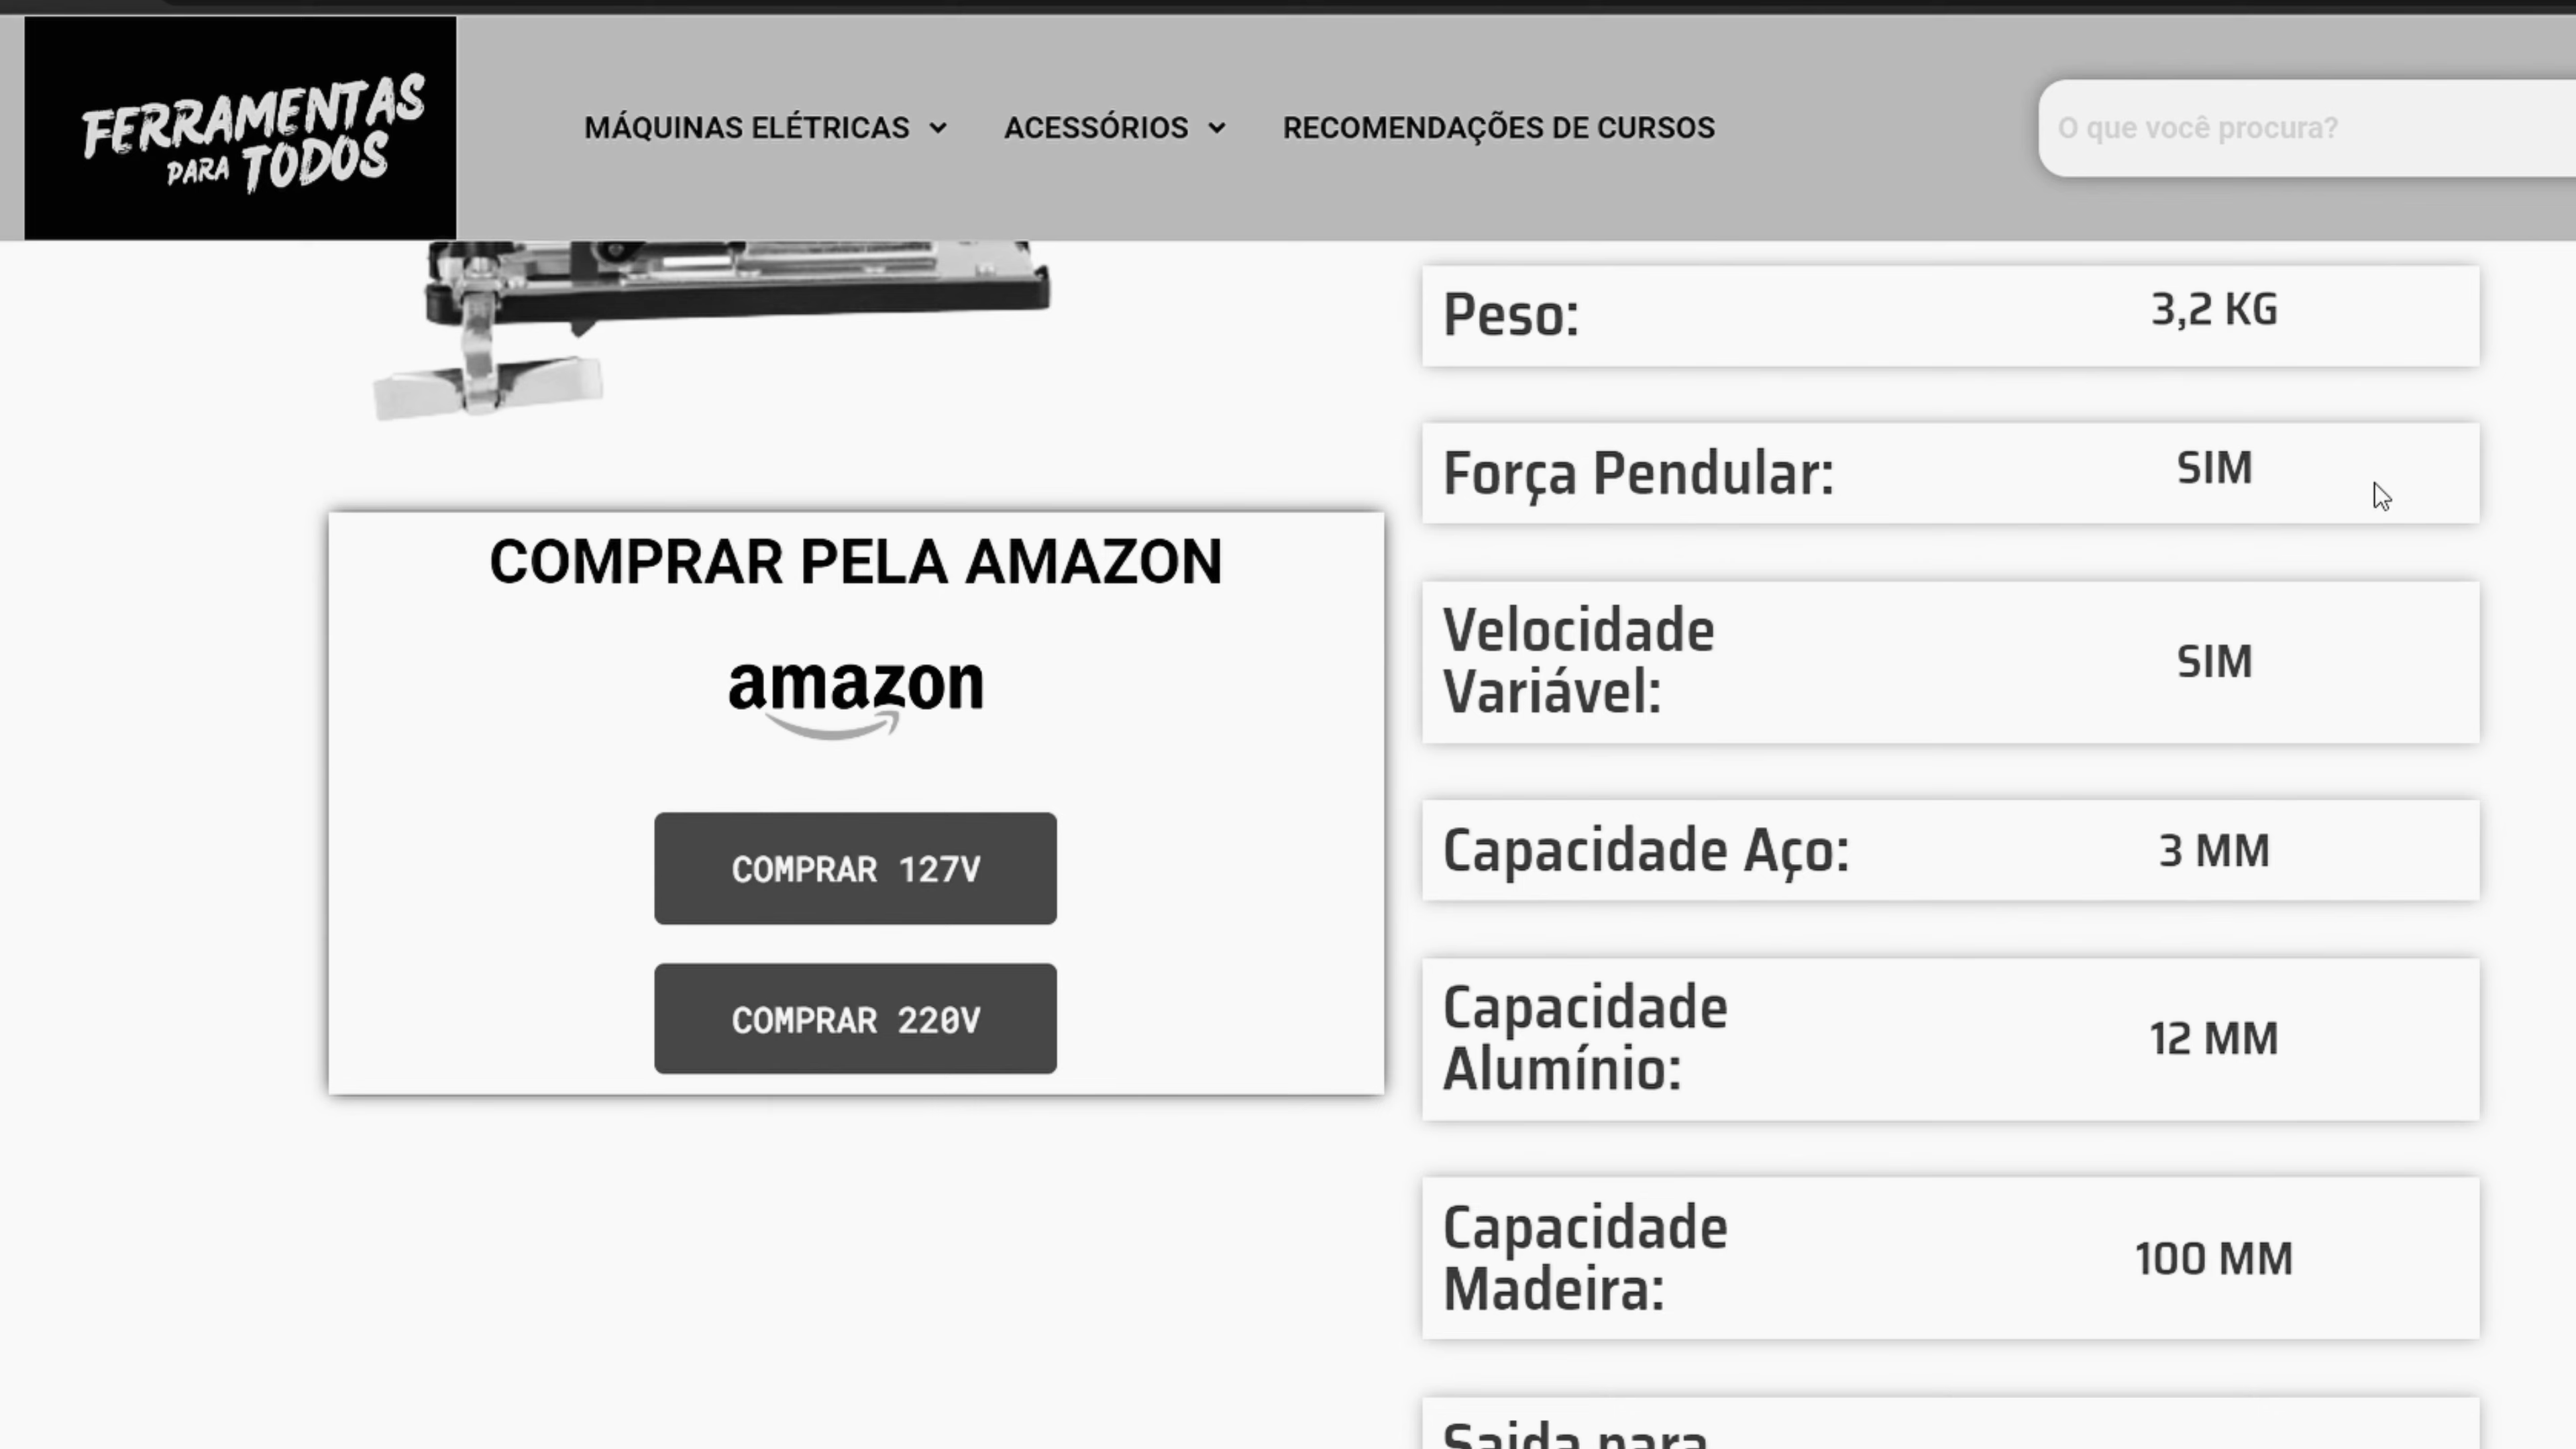 FERRAMENTAS
PARA TODOS
MÁQUINAS ELÉTRICAS
ACESSÓRIOS
RECOMENDAÇÕES DE CURSOS
O que você procura?
COMPRAR PELA AMAZON
amazon
COMPRAR 127V
COMPRAR 220V
Peso: 3,2 KG
Força Pendular: SIM
Velocidade
Variável: SIM
Capacidade Aço: 3 MM
Capacidade
Alumínio: 12 MM
Capacidade
Madeira: 100 MM
Saida para